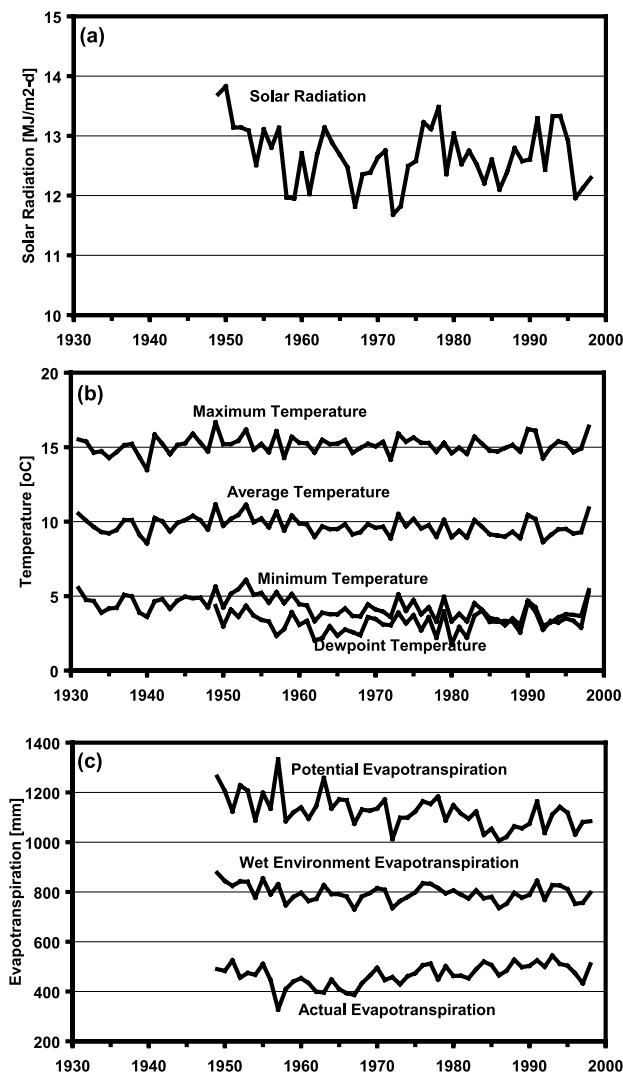 (a)
Solar Radiation
Solar Radiation [MJ/m2-d]
15
14
13
12
11
10
1930 1940 1950 1960 1970 1980 1990 2000
(b)
Maximum Temperature
Average Temperature
Minimum Temperature
Dewpoint Temperature
Temperature [oC]
20
15
10
5
0
1930 1940 1950 1960 1970 1980 1990 2000
(c)
Potential Evapotranspiration
Wet Environment Evapotranspiration
Actual Evapotranspiration
Evapotranspiration [mm]
1400
1200
1000
800
600
400
200
1930 1940 1950 1960 1970 1980 1990 2000